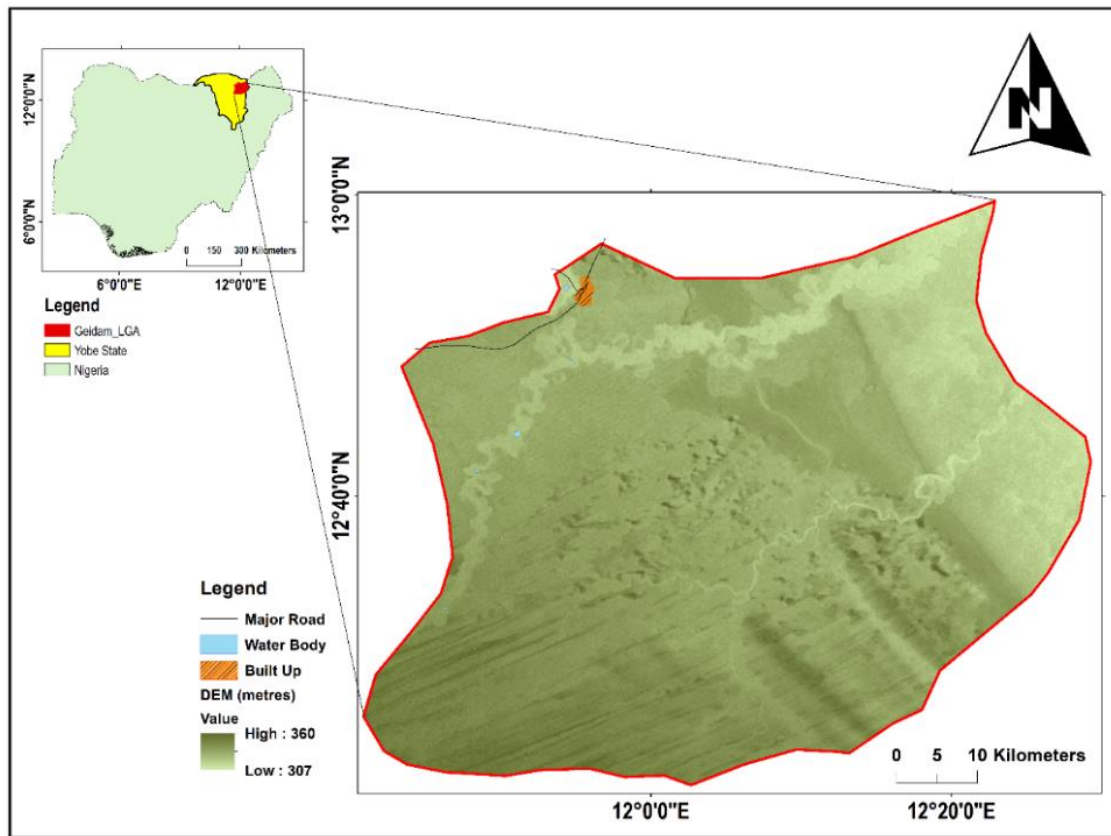 12°0'0"N
6°0'0"N
0 150 300 Kilometers
6°0'0"E
12°0'0"E
Legend
Geidam_LGA
Yobe State
Nigeria
N
13°0'0"N
12°40'0"N
Legend
Major Road
Water Body
Built Up
DEM (metres)
Value
High : 360
Low : 307
0 5 10 Kilometers
12°0'0"E
12°20'0"E